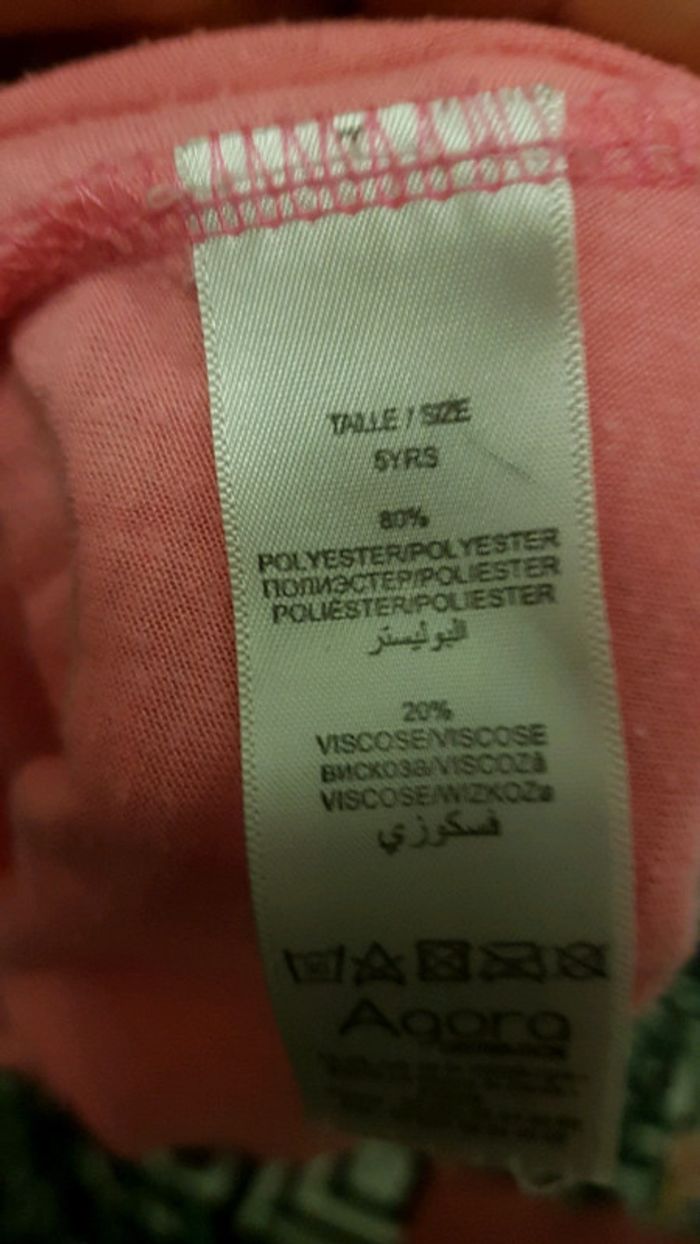 TAILLE / SIZE
5YRS
80%
POLYESTER/POLYESTER
ПОЛИЭСТЕР/POLIESTER
POLIÉSTER/POLIESTER
البوليستر
20%
VISCOSE/VISCOSE
ВИСКОЗа/VISCOZă
VISCOSE/WIZKOZa
فسكوزي
Agora